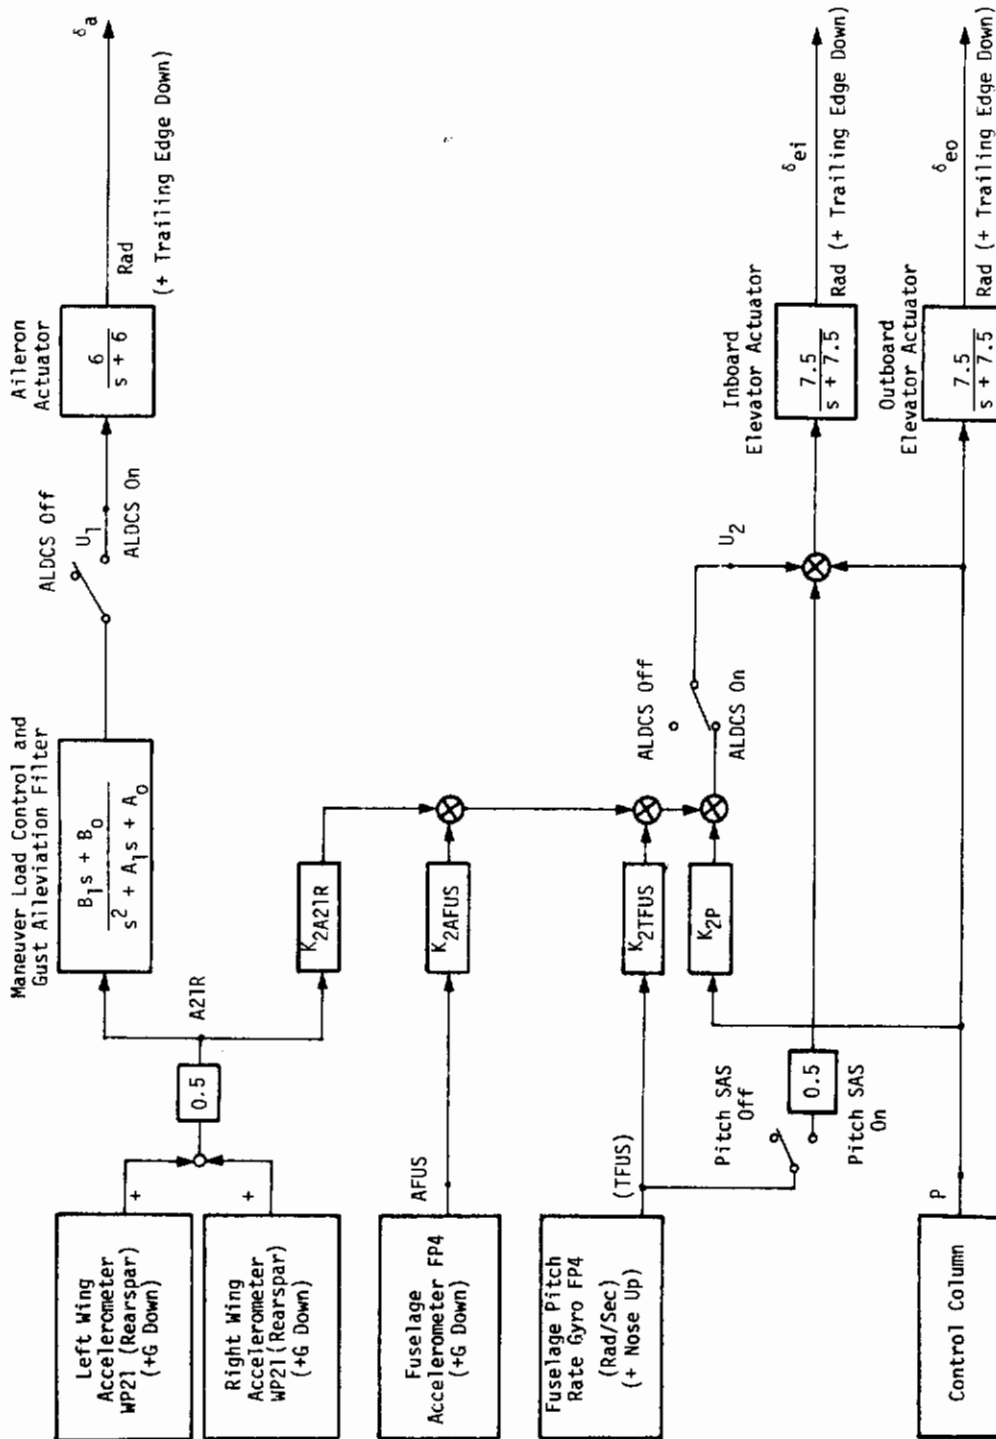 Left Wing
Accelerometer
WP21 (Rearspar)
(+G Down)
Right Wing
Accelerometer
WP21(Rearspar)
(+G Down)
+
+
0.5
A21R
Maneuver Load Control and
Gust Alleviation Filter
B₁s + B₀
s² + A₁s + A₀
ALDCS Off
U₁
ALDCS On
Aileron
Actuator
6
s + 6
δa
Rad
(+ Trailing Edge Down)
K2A21R
Fuselage
Accelerometer FP4
(+G Down)
AFUS
K2AFUS
Fuselage Pitch
Rate Gyro FP4
(Rad/Sec)
(+ Nose Up)
(TFUS)
K2TFUS
K2P
ALDCS Off
ALDCS On
U₂
Pitch SAS
Off
0.5
Pitch SAS
On
Inboard
Elevator Actuator
7.5
s + 7.5
δei
Rad (+ Trailing Edge Down)
Control Column
P
Outboard
Elevator Actuator
7.5
s + 7.5
δeo
Rad (+ Trailing Edge Down)